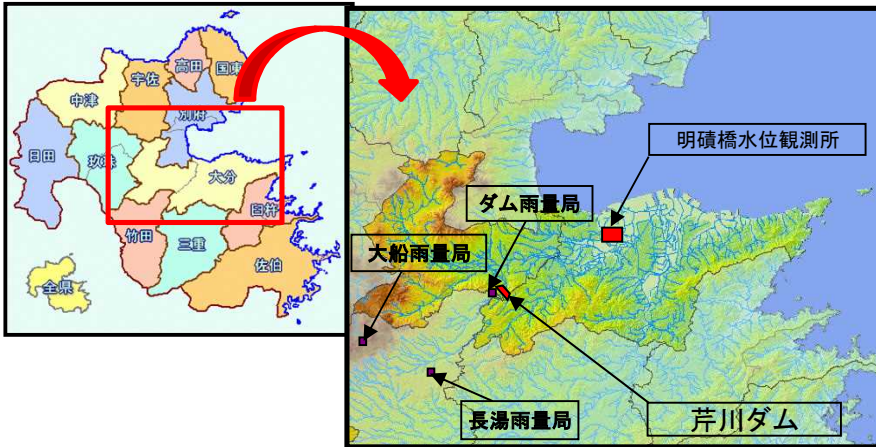 高田
国東
宇佐
中津
別府
日田
玖珠
大分
臼杵
竹田
三重
佐伯
全県
明磧橋水位観測所
ダム雨量局
大船雨量局
長湯雨量局
芹川ダム